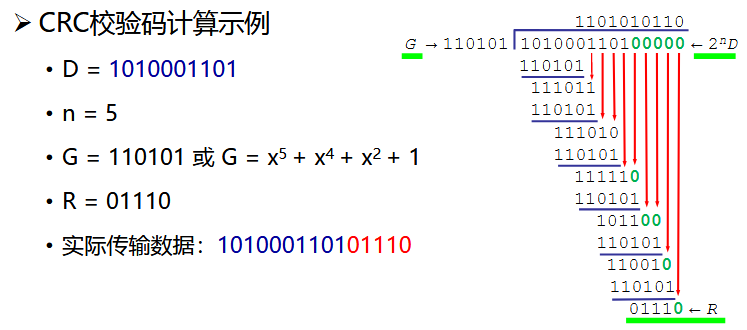 ➢ CRC校验码计算示例
• D = 1010001101
• n = 5
• G = 110101 或 G = x⁵ + x⁴ + x² + 1
• R = 01110
• 实际传输数据：101000110101110
1101010110
G → 110101 101000110100000 ← 2ⁿD
110101
111011
110101
111010
110101
111110
110101
101100
110101
110010
110101
01110 ← R